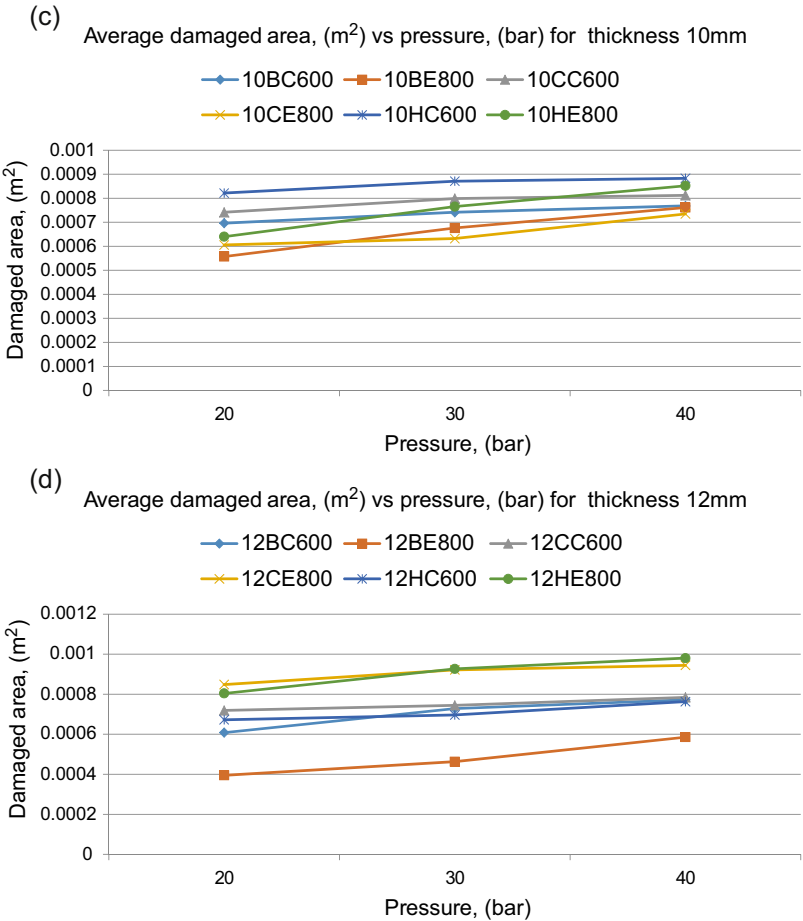 (c)
Average damaged area, (m²) vs pressure, (bar) for thickness 10mm
10BC600 10BE800 10CC600
10CE800 10HC600 10HE800
Damaged area, (m²)
0.001
0.0009
0.0008
0.0007
0.0006
0.0005
0.0004
0.0003
0.0002
0.0001
0
20 30 40
Pressure, (bar)
(d)
Average damaged area, (m²) vs pressure, (bar) for thickness 12mm
12BC600 12BE800 12CC600
12CE800 12HC600 12HE800
Damaged area, (m²)
0.0012
0.001
0.0008
0.0006
0.0004
0.0002
0
20 30 40
Pressure, (bar)